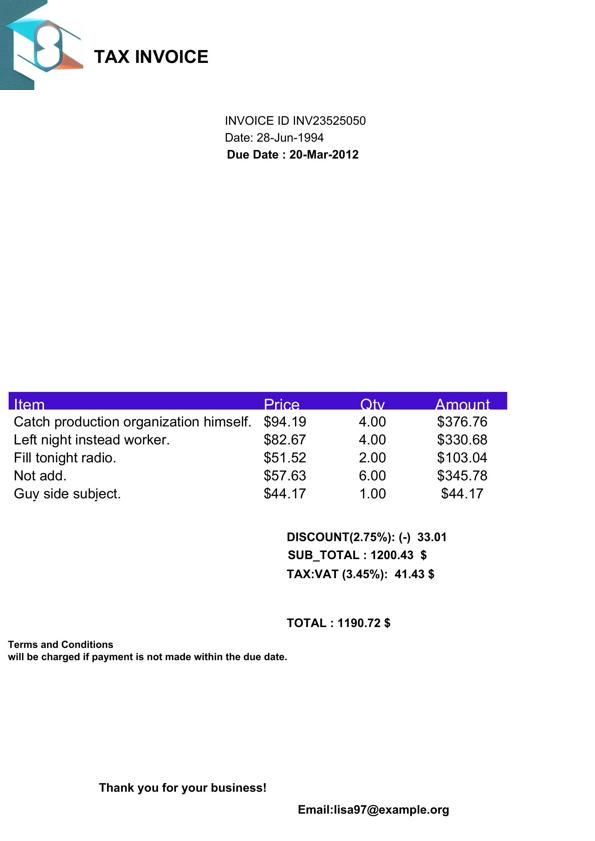 TAX INVOICE
INVOICE ID INV23525050
Date: 28-Jun-1994
Due Date : 20-Mar-2012
Item Price Qty Amount
Catch production organization himself. $94.19 4.00 $376.76
Left night instead worker. $82.67 4.00 $330.68
Fill tonight radio. $51.52 2.00 $103.04
Not add. $57.63 6.00 $345.78
Guy side subject. $44.17 1.00 $44.17
DISCOUNT(2.75%): (-) 33.01
SUB_TOTAL : 1200.43 $
TAX:VAT (3.45%): 41.43 $
TOTAL : 1190.72 $
Terms and Conditions
will be charged if payment is not made within the due date.
Thank you for your business!
Email:lisa97@example.org